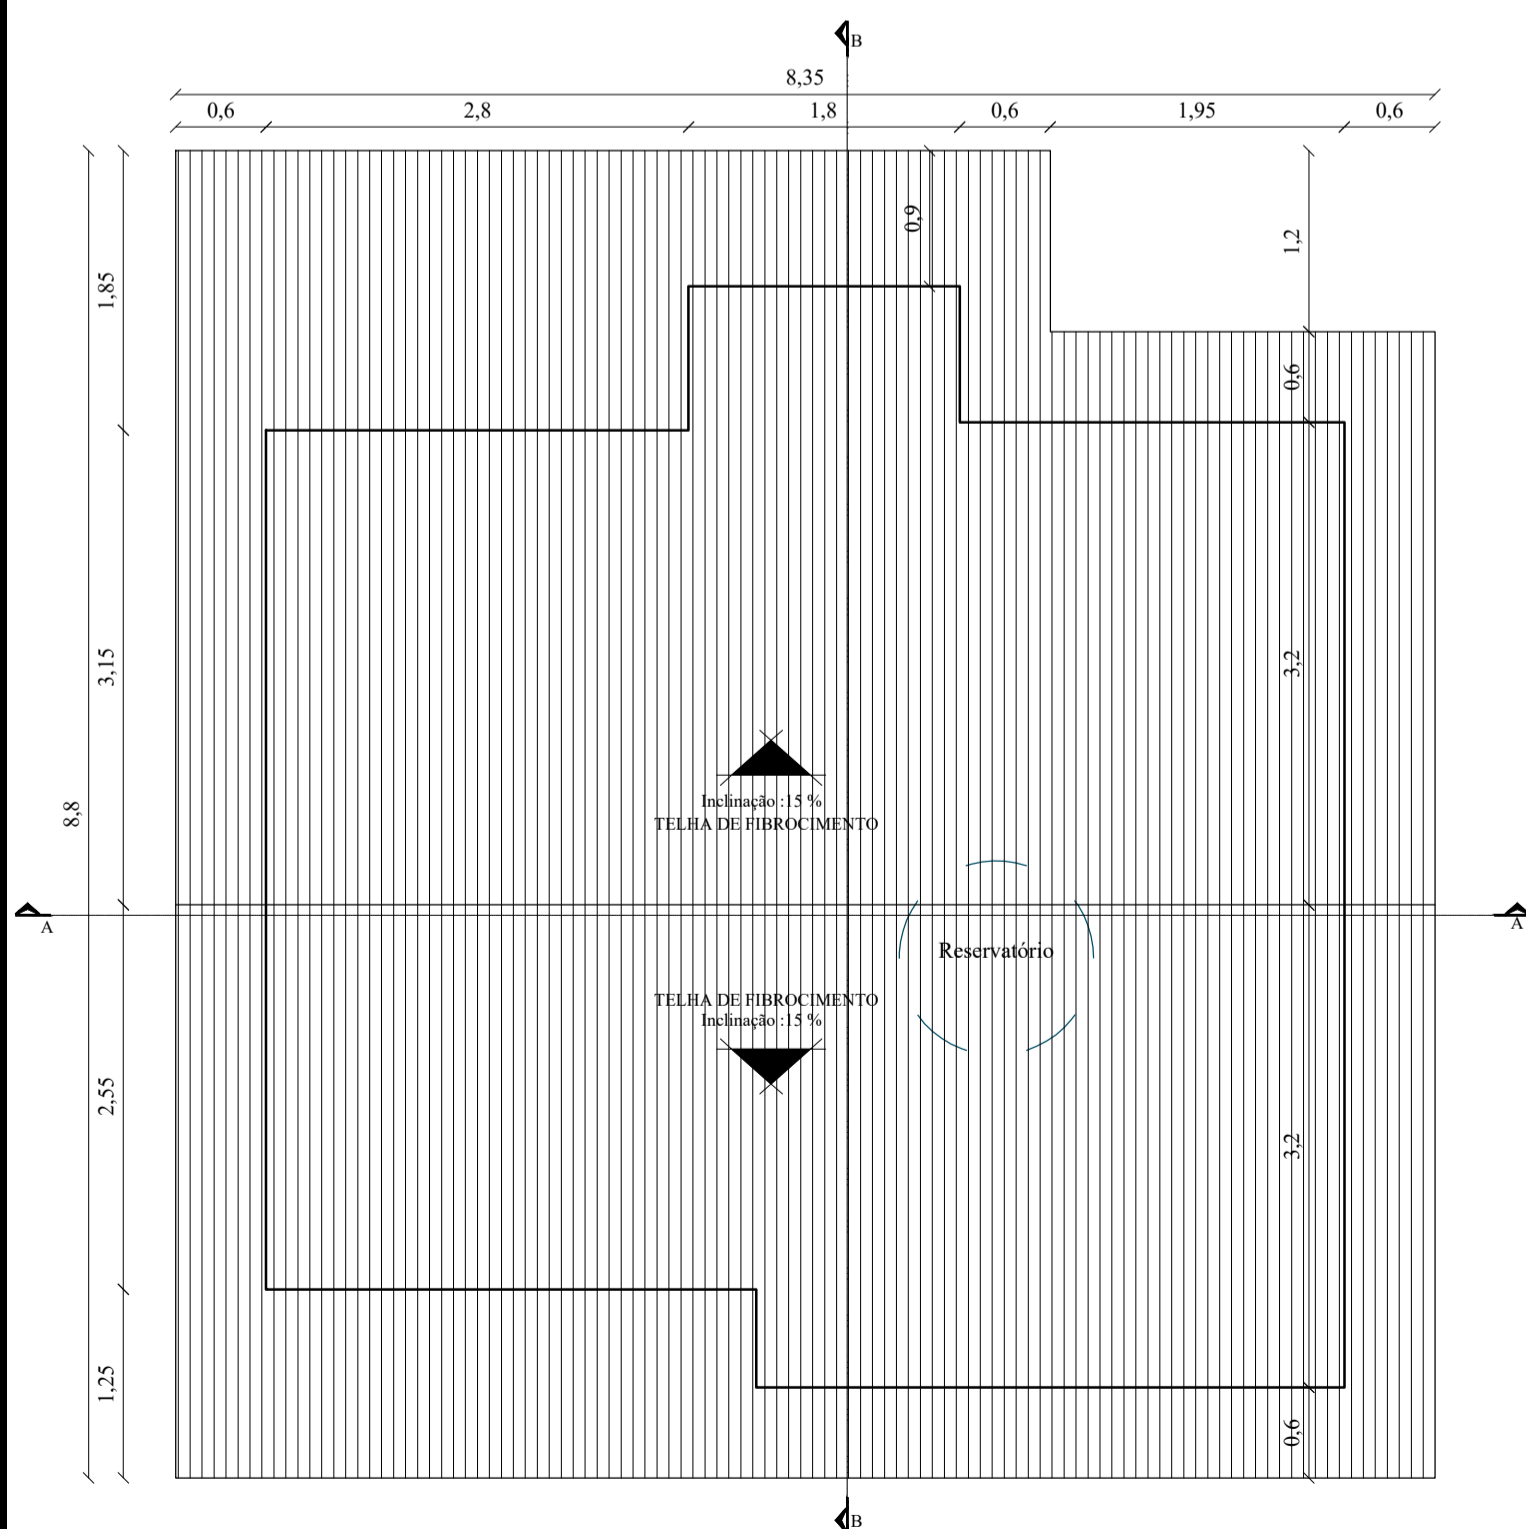 B
8,35
0,6
2,8
1,8
0,6
1,95
0,6
0,9
1,2
1,85
0,6
3,15
3,2
Inclinação :15 %
TELHA DE FIBROCIMENTO
8,8
A
A
Reservatório
TELHA DE FIBROCIMENTO
Inclinação :15 %
2,55
3,2
1,25
0,6
B